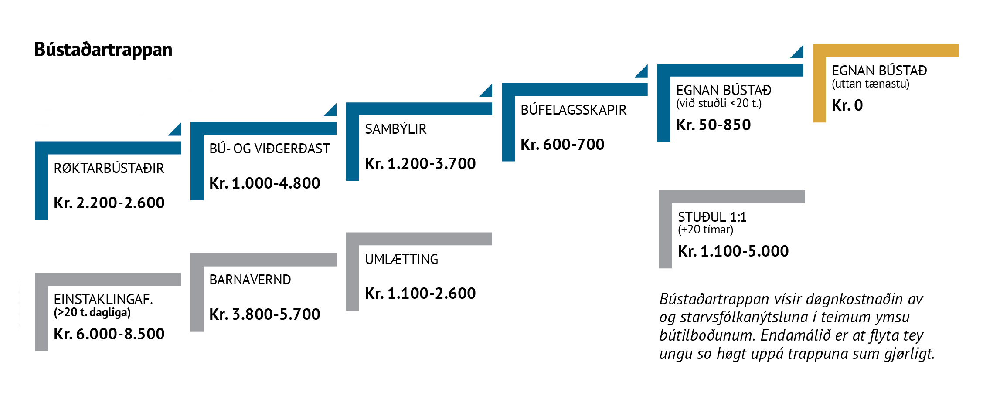 Bústaðartrappan
RØKTARBÚSTAÐIR
Kr. 2.200-2.600
BÚ- OG VIÐGERÐAST
Kr. 1.000-4.800
SAMBÝLIR
Kr. 1.200-3.700
BÚFELAGSSKAPIR
Kr. 600-700
EGNAN BÚSTAÐ
(við stuðli <20 t.)
Kr. 50-850
EGNAN BÚSTAÐ
(uttan tænastu)
Kr. 0
EINSTAKLINGAF.
(>20 t. dagliga)
Kr. 6.000-8.500
BARNAVERND
Kr. 3.800-5.700
UMLÆTTING
Kr. 1.100-2.600
STUÐUL 1:1
(+20 tímar)
Kr. 1.100-5.000
Bústaðartrappan vísir døgnkostnaðin av
og starvsfólkanýtsluna í teimum ymsu
bútilboðunum. Endamálið er at flyta tey
ungu so høgt uppá trappuna sum gjørligt.